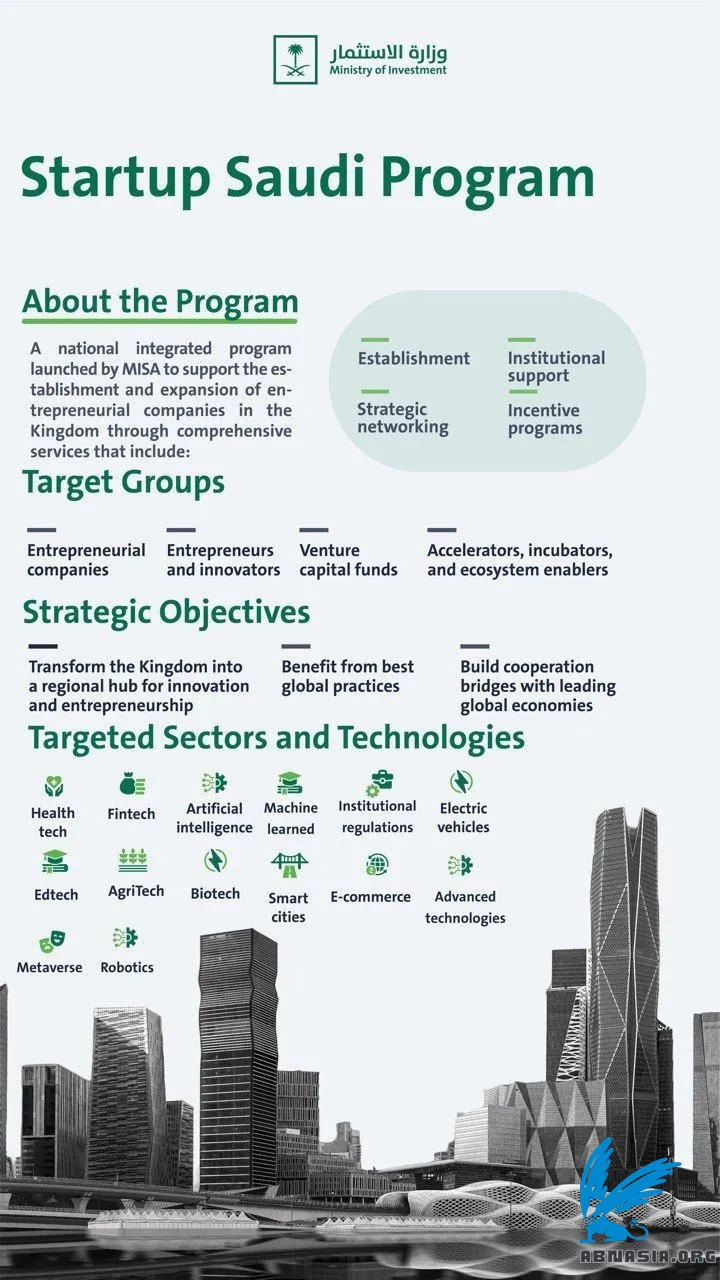 وزارة الاستثمار
Ministry of Investment
Startup Saudi Program
About the Program
A national integrated program
launched by MISA to support the es-
tablishment and expansion of en-
trepreneurial companies in the
Kingdom through comprehensive
services that include:
Establishment
Institutional
support
Strategic
networking
Incentive
programs
Target Groups
Entrepreneurial
companies
Entrepreneurs
and innovators
Venture
capital funds
Accelerators, incubators,
and ecosystem enablers
Strategic Objectives
Transform the Kingdom into
a regional hub for innovation
and entrepreneurship
Benefit from best
global practices
Build cooperation
bridges with leading
global economies
Targeted Sectors and Technologies
Health
tech
Fintech
Artificial
intelligence
Machine
learned
Institutional
regulations
Electric
vehicles
Edtech
AgriTech
Biotech
Smart
cities
E-commerce
Advanced
technologies
Metaverse
Robotics
ABNASIA.ORG